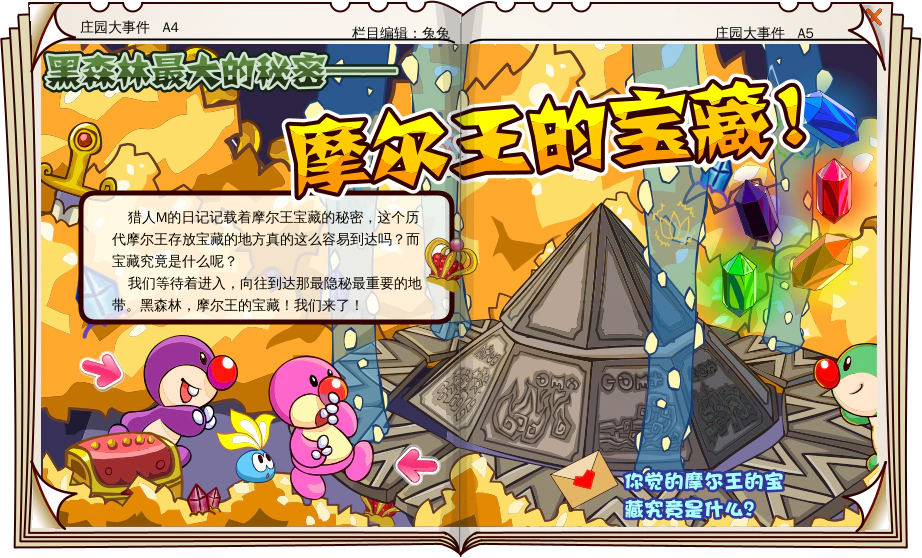 庄园大事件 A4
栏目编辑：兔兔
庄园大事件 A5
黑森林最大的秘密——
摩尔王的宝藏！
猎人M的日记记载着摩尔王宝藏的秘密，这个历
代摩尔王存放宝藏的地方真的这么容易到达吗？而
宝藏究竟是什么呢？
我们等待着进入，向往到达那最隐秘最重要的地
带。黑森林，摩尔王的宝藏！我们来了！
你觉的摩尔王的宝
藏究竟是什么？